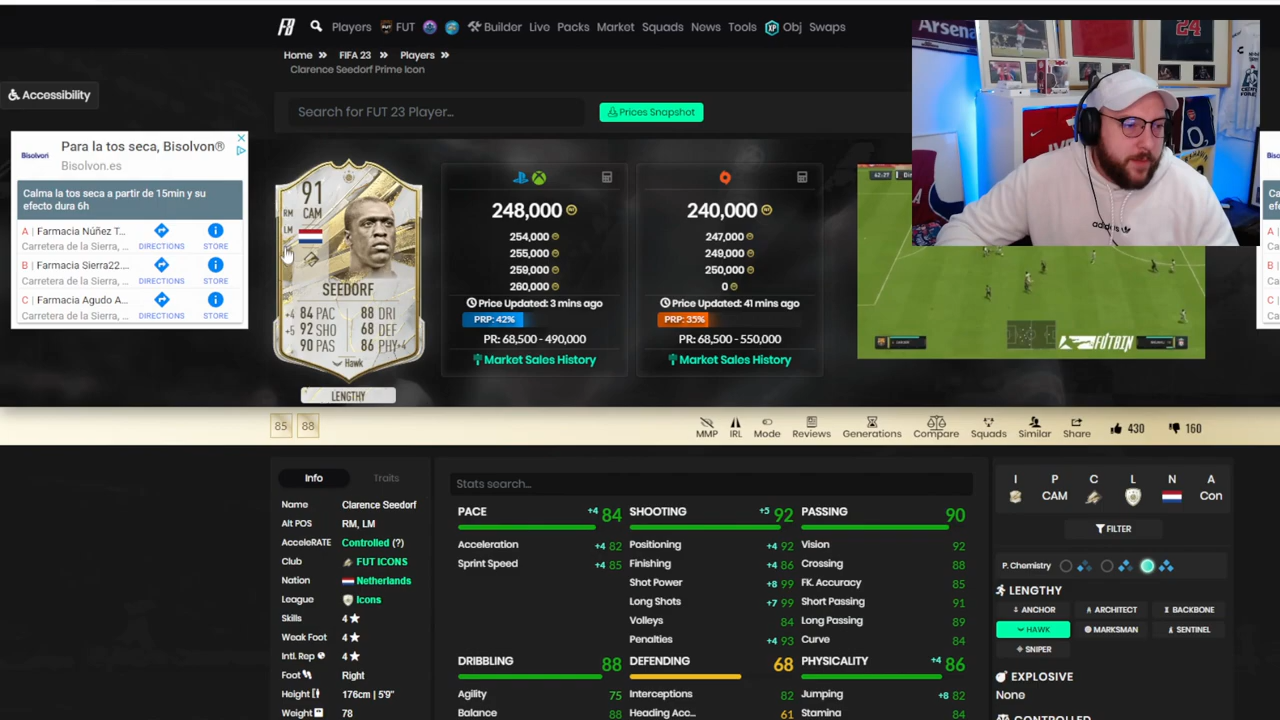 FB Players FUT Builder Live Packs Market Squads News Tools XP Obj Swaps
Home » FIFA 23 » Players »
Clarence Seedorf Prime Icon
Accessibility
Search for FUT 23 Player...
Prices Snapshot
Arsenal
24
adidas
Bisolvon
Para la tos seca, Bisolvon®
Bisolvon.es
Calma la tos seca a partir de 15min y su
efecto dura 6h
A | Farmacia Núñez T...
Carretera de la Sierra,...
DIRECTIONS
STORE
B | Farmacia Sierra22....
Carretera de la Sierra,...
DIRECTIONS
STORE
C | Farmacia Agudo A...
Carretera de la Sierra,...
DIRECTIONS
STORE
91
CAM
RM
LM
SEEDORF
+4 84 PAC 88 DRI
+5 92 SHO 68 DEF
90 PAS 86 PHY +4
Hawk
LENGTHY
248,000
254,000
255,000
259,000
260,000
Price Updated: 3 mins ago
PRP: 42%
PR: 68,500 - 490,000
Market Sales History
240,000
247,000
249,000
250,000
0
Price Updated: 41 mins ago
PRP: 35%
PR: 68,500 - 550,000
Market Sales History
FUTBIN
85 88
MMP IRL Mode Reviews Generations Compare Squads Similar Share 430 160
Info Traits
Name Clarence Seedorf
Alt POS RM, LM
AcceleRATE Controlled (?)
Club FUT ICONS
Nation Netherlands
League Icons
Skills 4★
Weak Foot 4★
Intl. Rep 4★
Foot Right
Height 176cm | 5'9"
Weight 78
Stats search...
PACE +4 84
Acceleration +4 82
Sprint Speed +4 85
SHOOTING +5 92
Positioning +4 92
Finishing +4 86
Shot Power +8 99
Long Shots +7 99
Volleys 84
Penalties +4 93
PASSING 90
Vision 92
Crossing 88
FK. Accuracy 85
Short Passing 91
Long Passing 89
Curve 84
DRIBBLING 88
Agility 75
Balance 88
DEFENDING 68
Interceptions 82
Heading Acc... 61
PHYSICALITY +4 86
Jumping +8 82
Stamina 84
I P C L N A
CAM Con
FILTER
P. Chemistry
LENGTHY
ANCHOR ARCHITECT BACKBONE
HAWK MARKSMAN SENTINEL
SNIPER
EXPLOSIVE
None
CONTROLLED